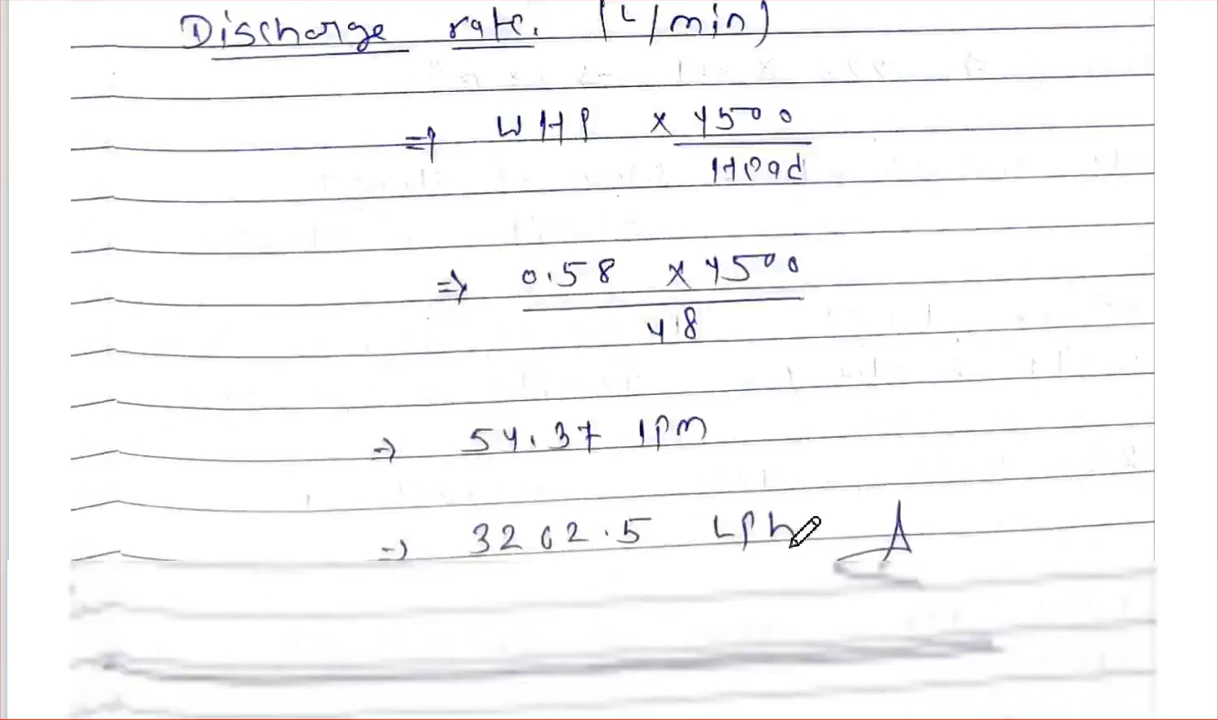 Discharge rate. (L/min)
⇒ WHP × 4500
Head
⇒ 0.58 × 4500
48
⇒ 54.37 lpm
⇒ 3262.5 Lph